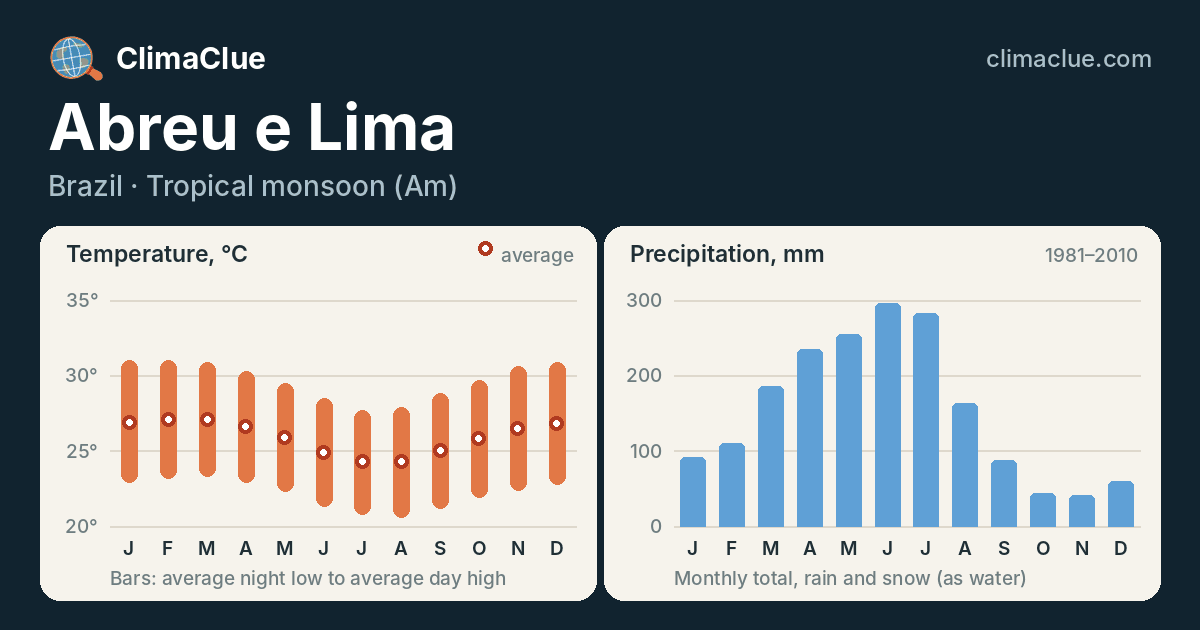 ClimaClue
climaclue.com
Abreu e Lima
Brazil · Tropical monsoon (Am)
Temperature, °C
average
35°
30°
25°
20°
J F M A M J J A S O N D
Bars: average night low to average day high
Precipitation, mm
1981–2010
300
200
100
0
J F M A M J J A S O N D
Monthly total, rain and snow (as water)